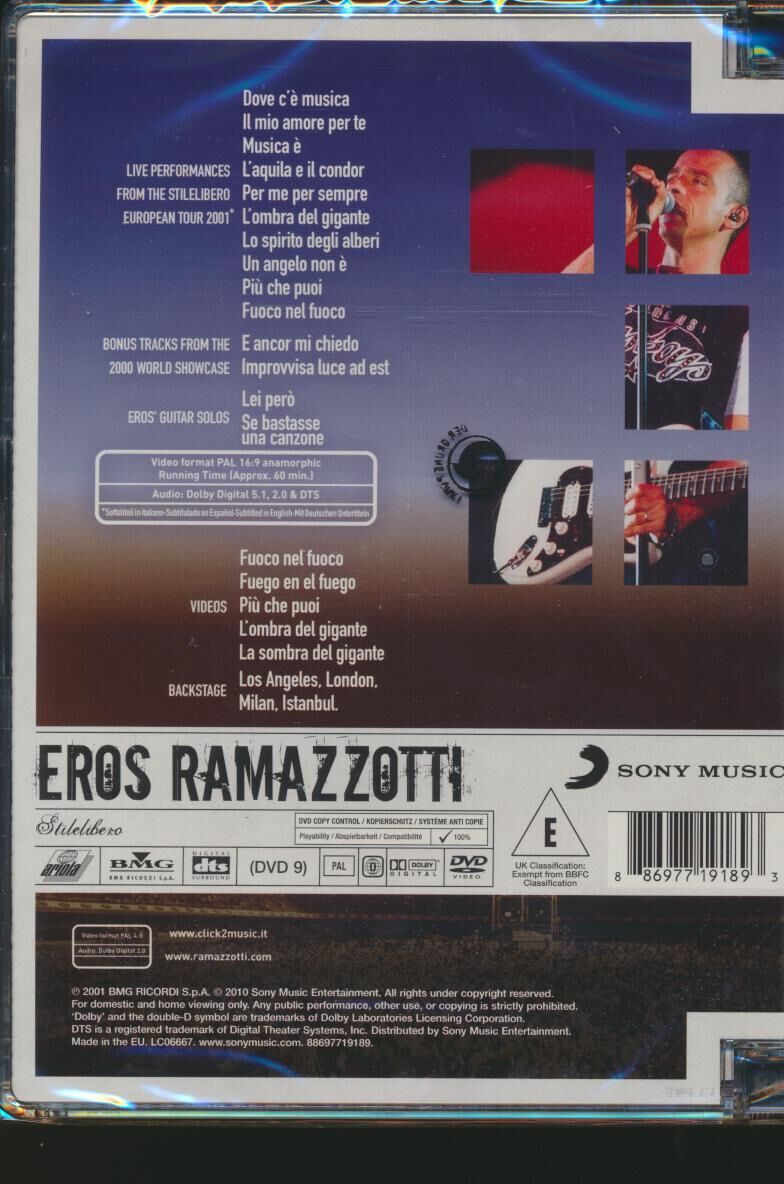 Dove c'è musica
Il mio amore per te
Musica è
LIVE PERFORMANCES L'aquila e il condor
FROM THE STILELIBERO Per me per sempre
EUROPEAN TOUR 2001* L'ombra del gigante
Lo spirito degli alberi
Un angelo non è
Più che puoi
Fuoco nel fuoco
BONUS TRACKS FROM THE E ancor mi chiedo
2000 WORLD SHOWCASE Improvvisa luce ad est
Lei però
EROS' GUITAR SOLOS Se bastasse
una canzone
Video format PAL 16:9 anamorphic
Running Time (Approx. 60 min.)
Audio: Dolby Digital 5.1, 2.0 & DTS
*Sottotitoli in italiano-Subtitulado en Español-Subtitled in English-Mit Deutschen Untertiteln
Fuoco nel fuoco
Fuego en el fuego
VIDEOS Più che puoi
L'ombra del gigante
La sombra del gigante
BACKSTAGE Los Angeles, London,
Milan, Istanbul.
EROS RAMAZZOTTI
SONY MUSIC
Stilelibero
DVD COPY CONTROL / KOPIERSCHUTZ / SYSTÈME ANTI COPIE
Playability / Abspielbarkeit / Compatibilité ✓ 100%
E
UK Classification:
Exempt from BBFC
Classification
ariola
BMG
BMG RICORDI S.p.A.
DIGITAL
dts
SURROUND
(DVD 9)
PAL
DOLBY
DIGITAL
DVD
VIDEO
8 86977 19189 3
Video format PAL 4:3
Audio: Dolby Digital 2.0
www.click2music.it
www.ramazzotti.com
℗ 2001 BMG RICORDI S.p.A. © 2010 Sony Music Entertainment. All rights under copyright reserved.
For domestic and home viewing only. Any public performance, other use, or copying is strictly prohibited.
'Dolby' and the double-D symbol are trademarks of Dolby Laboratories Licensing Corporation.
DTS is a registered trademark of Digital Theater Systems, Inc. Distributed by Sony Music Entertainment.
Made in the EU. LC06667. www.sonymusic.com. 88697719189.